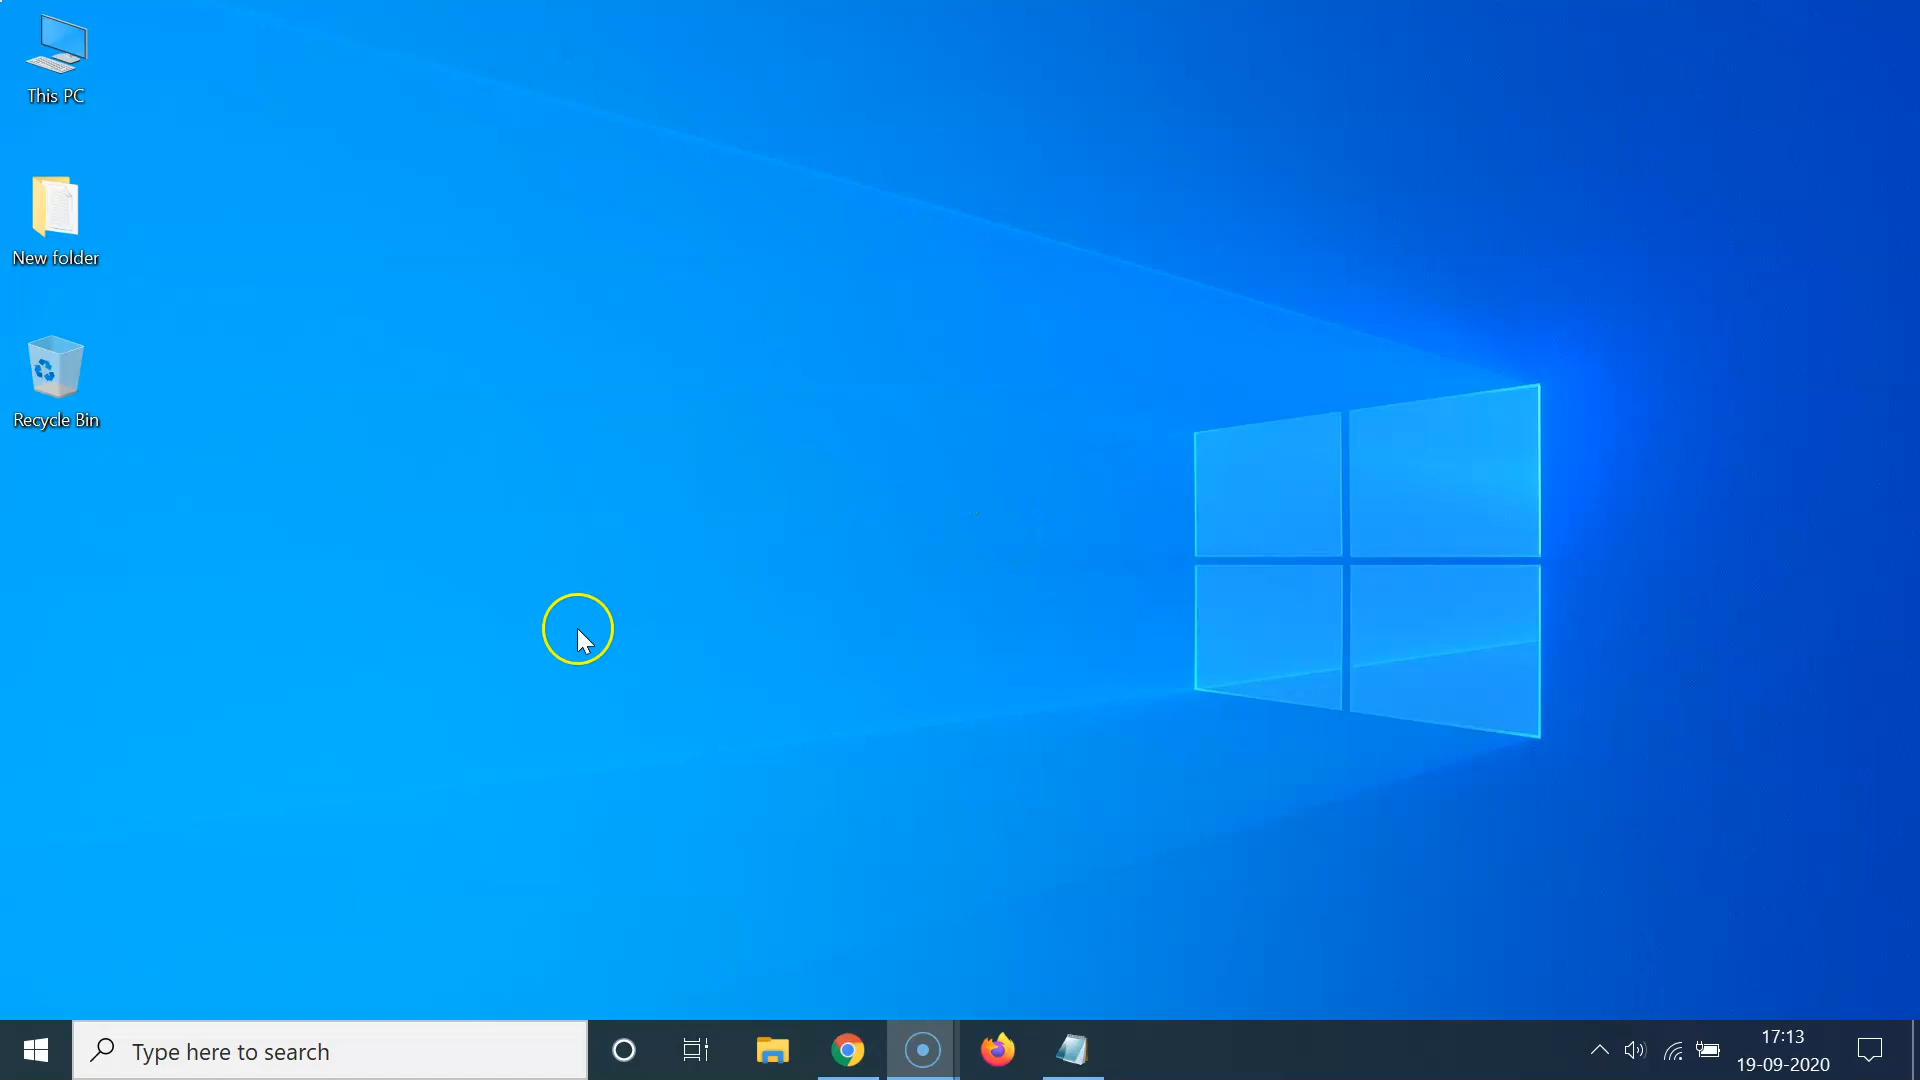 This PC
New folder
Recycle Bin
Type here to search
17:13
19-09-2020